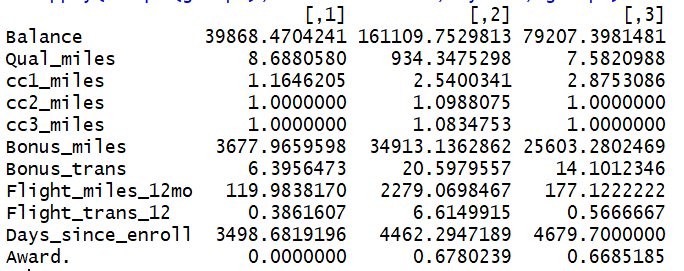 [,1] [,2] [,3]
Balance 39868.4704241 161109.7529813 79207.3981481
Qual_miles 8.6880580 934.3475298 7.5820988
cc1_miles 1.1646205 2.5400341 2.8753086
cc2_miles 1.0000000 1.0988075 1.0000000
cc3_miles 1.0000000 1.0834753 1.0000000
Bonus_miles 3677.9659598 34913.1362862 25603.2802469
Bonus_trans 6.3956473 20.5979557 14.1012346
Flight_miles_12mo 119.9838170 2279.0698467 177.1222222
Flight_trans_12 0.3861607 6.6149915 0.5666667
Days_since_enroll 3498.6819196 4462.2947189 4679.7000000
Award. 0.0000000 0.6780239 0.6685185